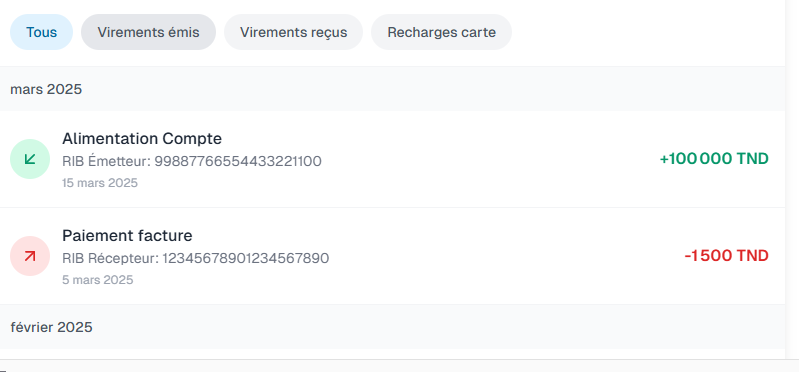 Tous
Virements émis
Virements reçus
Recharges carte
mars 2025
Alimentation Compte
RIB Émetteur: 99887766554433221100
+100 000 TND
15 mars 2025
Paiement facture
RIB Récepteur: 12345678901234567890
-1 500 TND
5 mars 2025
février 2025